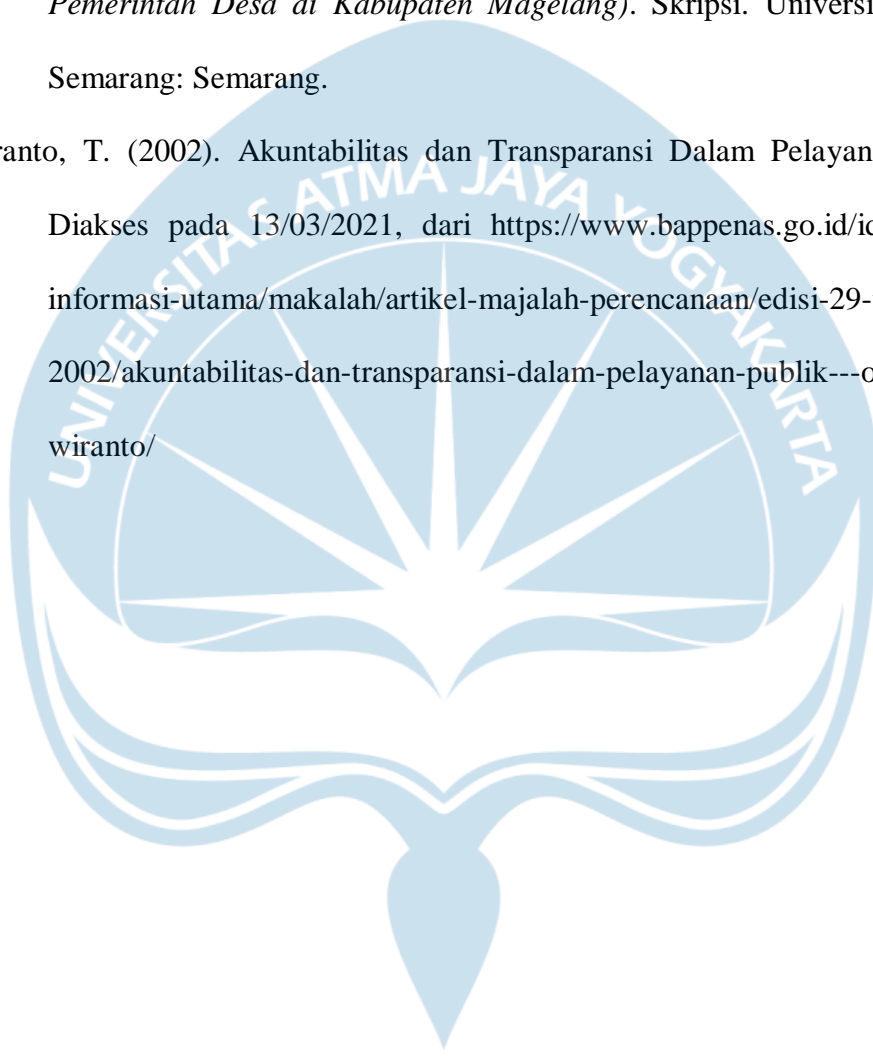 Pemerintah Desa di Kabupaten Magelang). Skripsi. Universi
Semarang: Semarang.
ranto, T. (2002). Akuntabilitas dan Transparansi Dalam Pelayan
Diakses pada 13/03/2021, dari https://www.bappenas.go.id/ic
informasi-utama/makalah/artikel-majalah-perencanaan/edisi-29-
2002/akuntabilitas-dan-transparansi-dalam-pelayanan-publik---o
wiranto/
UNIVERSITAS ATMA JAYA YOGYAKARTA